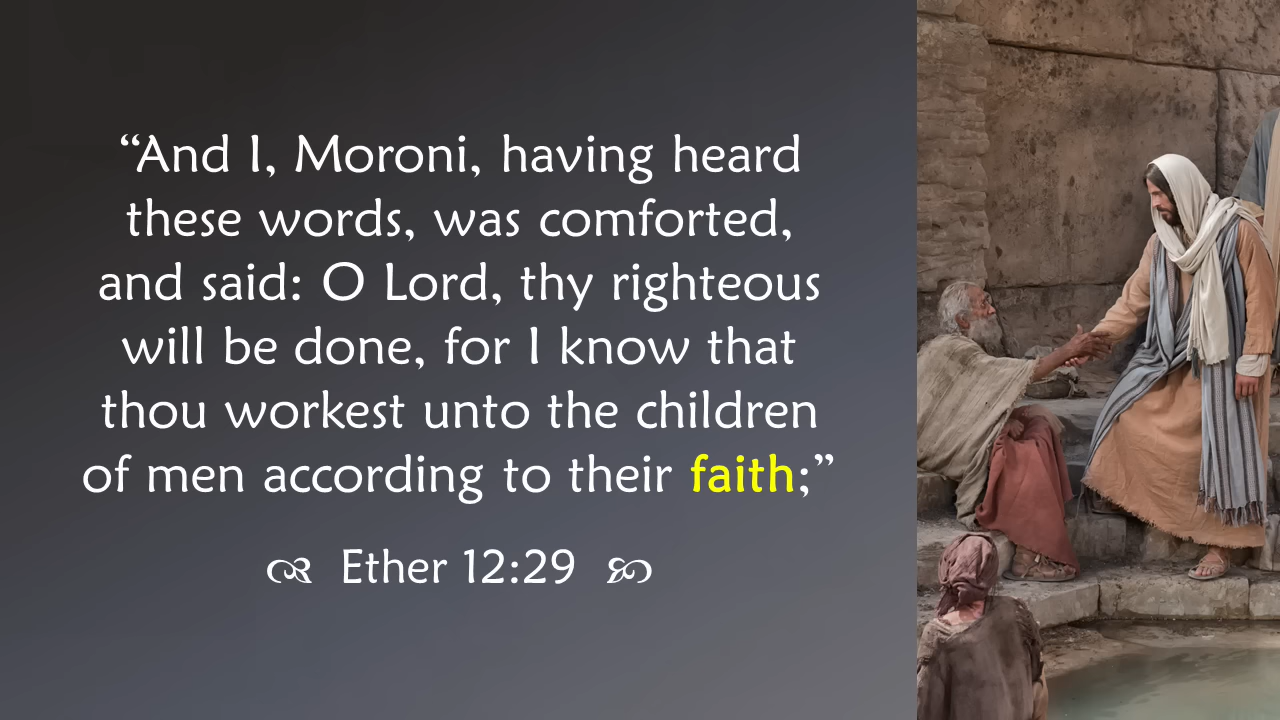 “And I, Moroni, having heard
these words, was comforted,
and said: O Lord, thy righteous
will be done, for I know that
thou workest unto the children
of men according to their faith;”
Ether 12:29